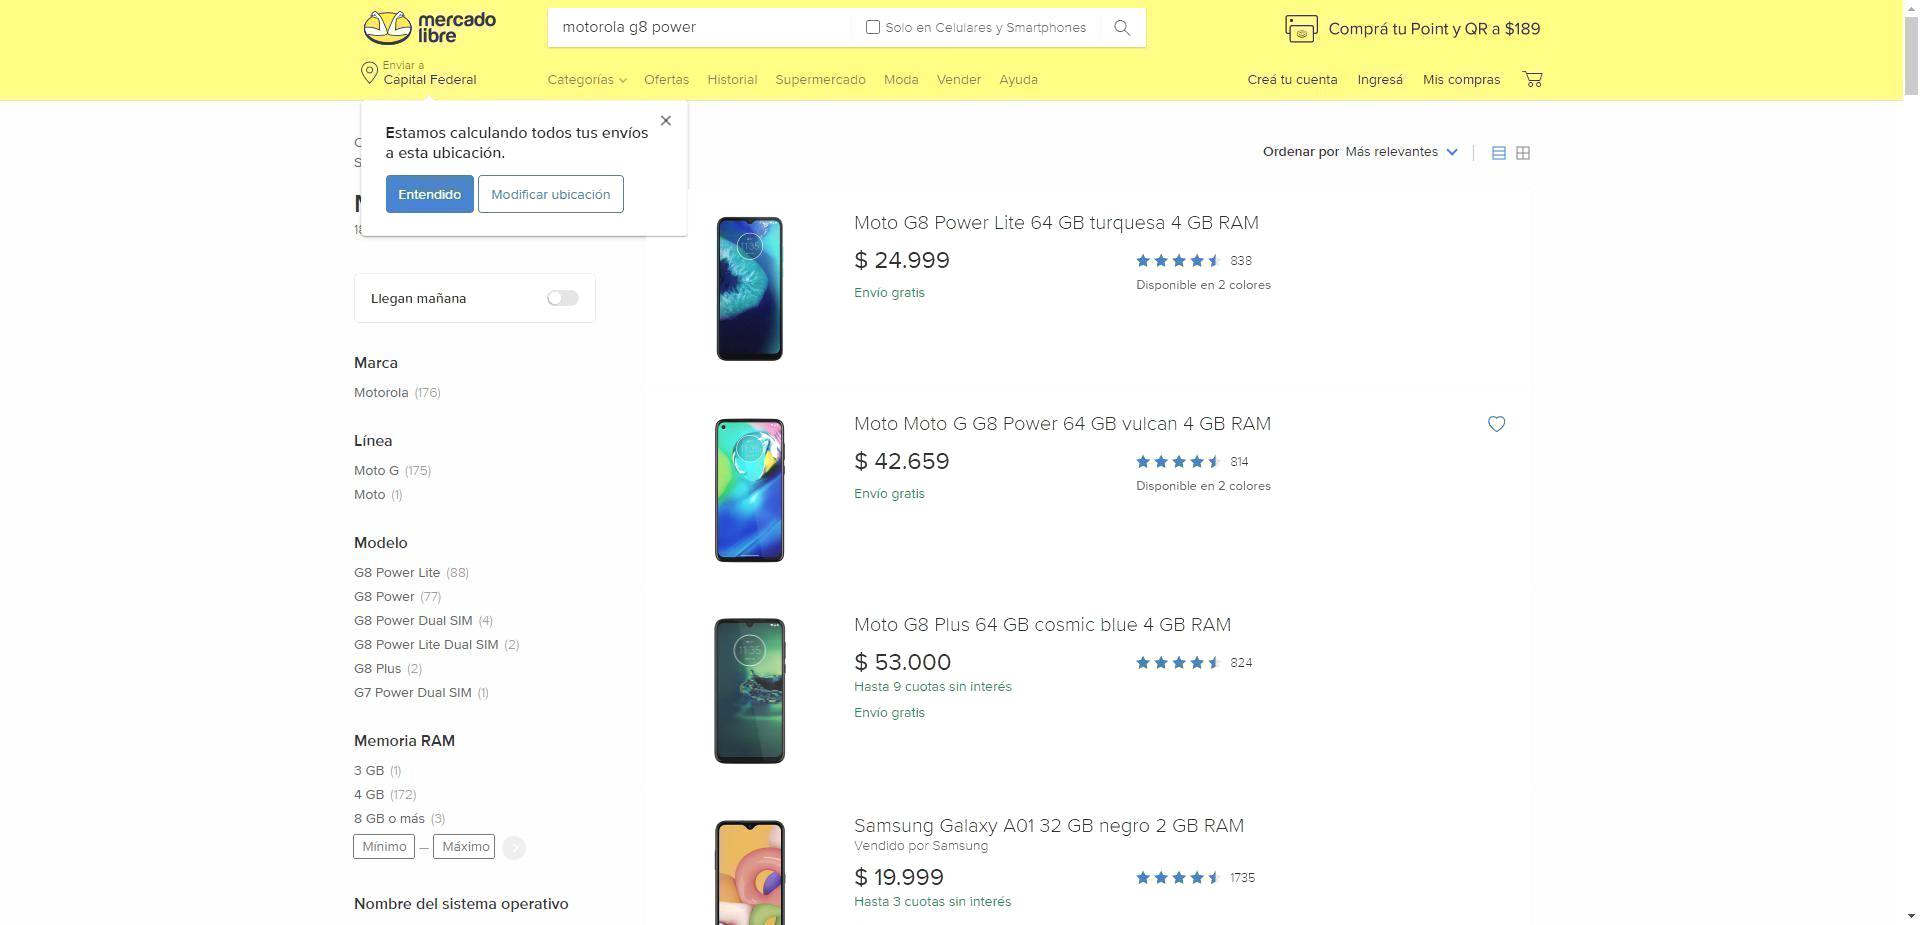 mercado
libre
motorola g8 power
Solo en Celulares y Smartphones
Comprá tu Point y QR a $189
Enviar a
Capital Federal
Categorías
Ofertas
Historial
Supermercado
Moda
Vender
Ayuda
Creá tu cuenta
Ingresá
Mis compras
Estamos calculando todos tus envíos
a esta ubicación.
Entendido
Modificar ubicación
Ordenar por Más relevantes
Llegan mañana
Marca
Motorola (176)
Línea
Moto G (175)
Moto (1)
Modelo
G8 Power Lite (88)
G8 Power (77)
G8 Power Dual SIM (4)
G8 Power Lite Dual SIM (2)
G8 Plus (2)
G7 Power Dual SIM (1)
Memoria RAM
3 GB (1)
4 GB (172)
8 GB o más (3)
Mínimo — Máximo
Nombre del sistema operativo
Moto G8 Power Lite 64 GB turquesa 4 GB RAM
$ 24.999
838
Envío gratis
Disponible en 2 colores
Moto Moto G G8 Power 64 GB vulcan 4 GB RAM
$ 42.659
814
Envío gratis
Disponible en 2 colores
Moto G8 Plus 64 GB cosmic blue 4 GB RAM
$ 53.000
824
Hasta 9 cuotas sin interés
Envío gratis
11:35
Samsung Galaxy A01 32 GB negro 2 GB RAM
Vendido por Samsung
$ 19.999
1735
Hasta 3 cuotas sin interés